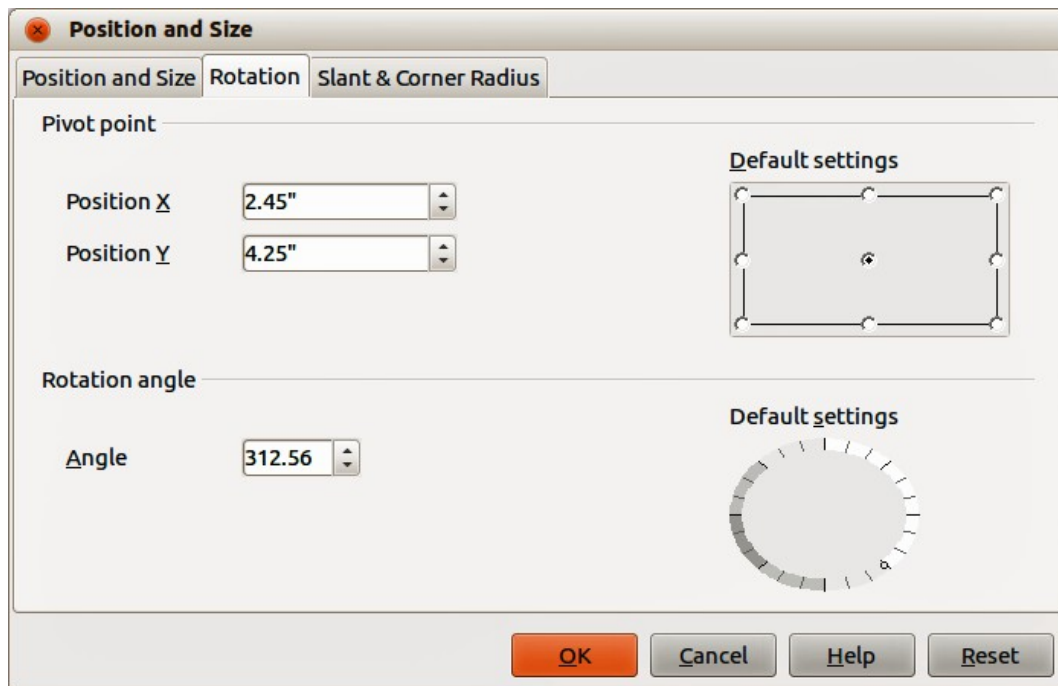 Position and Size
Position and Size Rotation Slant & Corner Radius
Pivot point
Default settings
Position X 2.45"
Position Y 4.25"
Rotation angle
Default settings
Angle 312.56
OK Cancel Help Reset